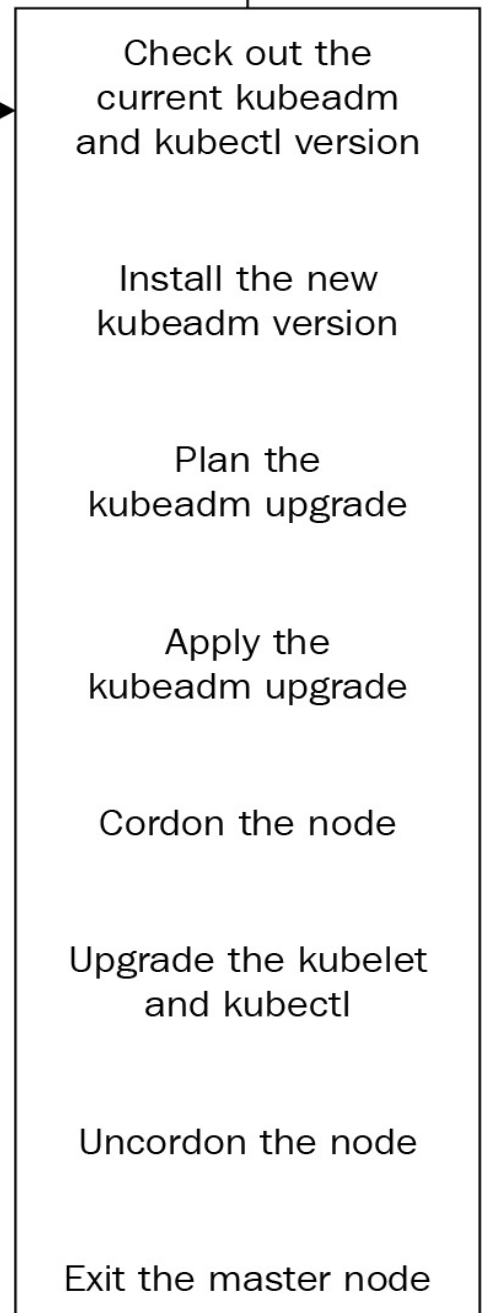 Check out the
current kubeadm
and kubectl version
Install the new
kubeadm version
Plan the
kubeadm upgrade
Apply the
kubeadm upgrade
Cordon the node
Upgrade the kubelet
and kubectl
Uncordon the node
Exit the master node